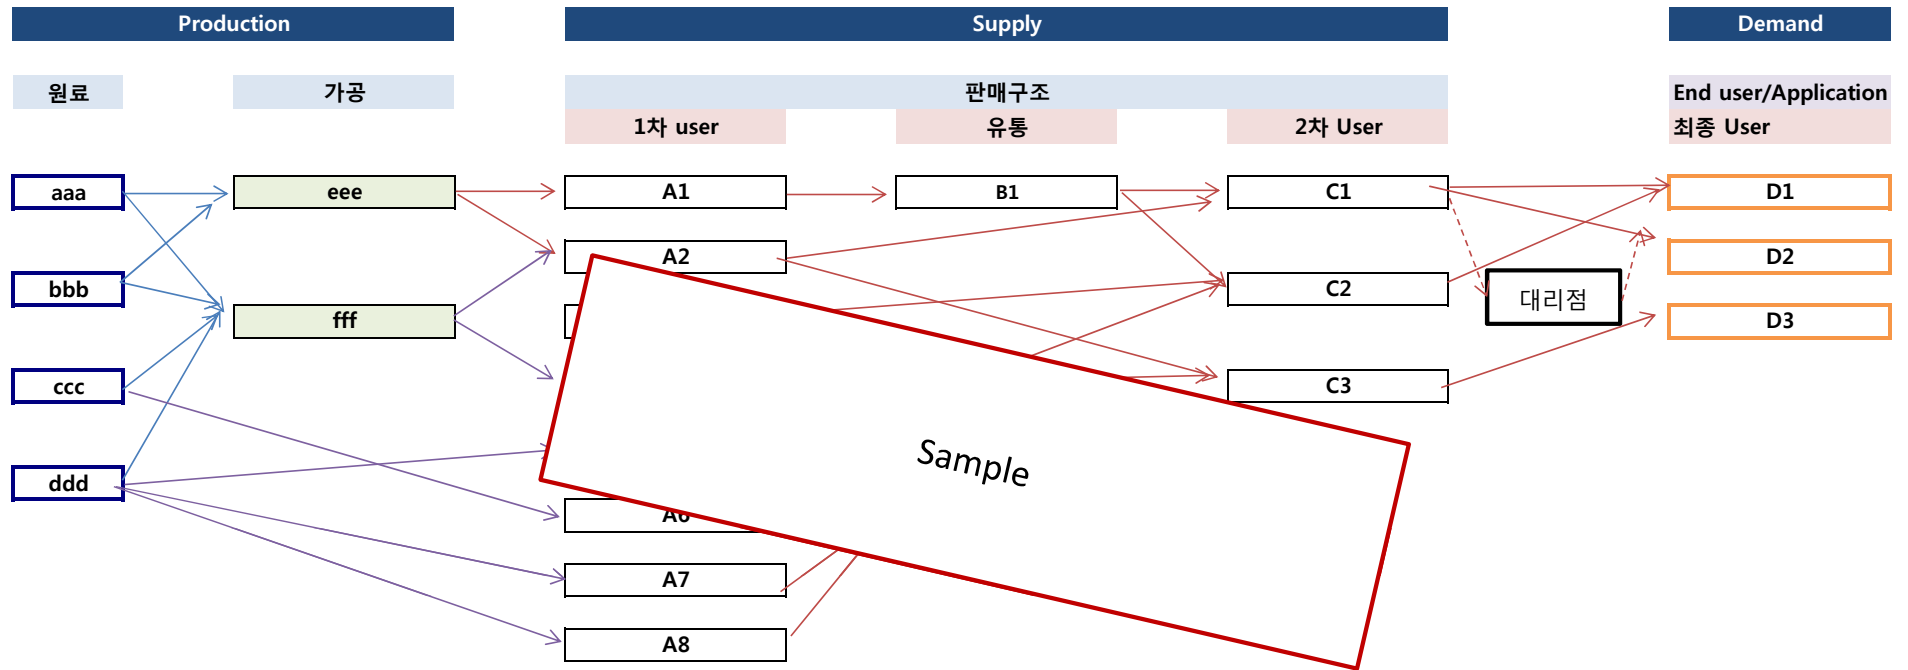 Production
Supply
Demand
원료
가공
판매구조
End user/Application
1차 user
유통
2차 User
최종 User
aaa
eee
A1
B1
C1
D1
A2
D2
bbb
C2
대리점
fff
D3
ccc
C3
Sample
ddd
A6
A7
A8